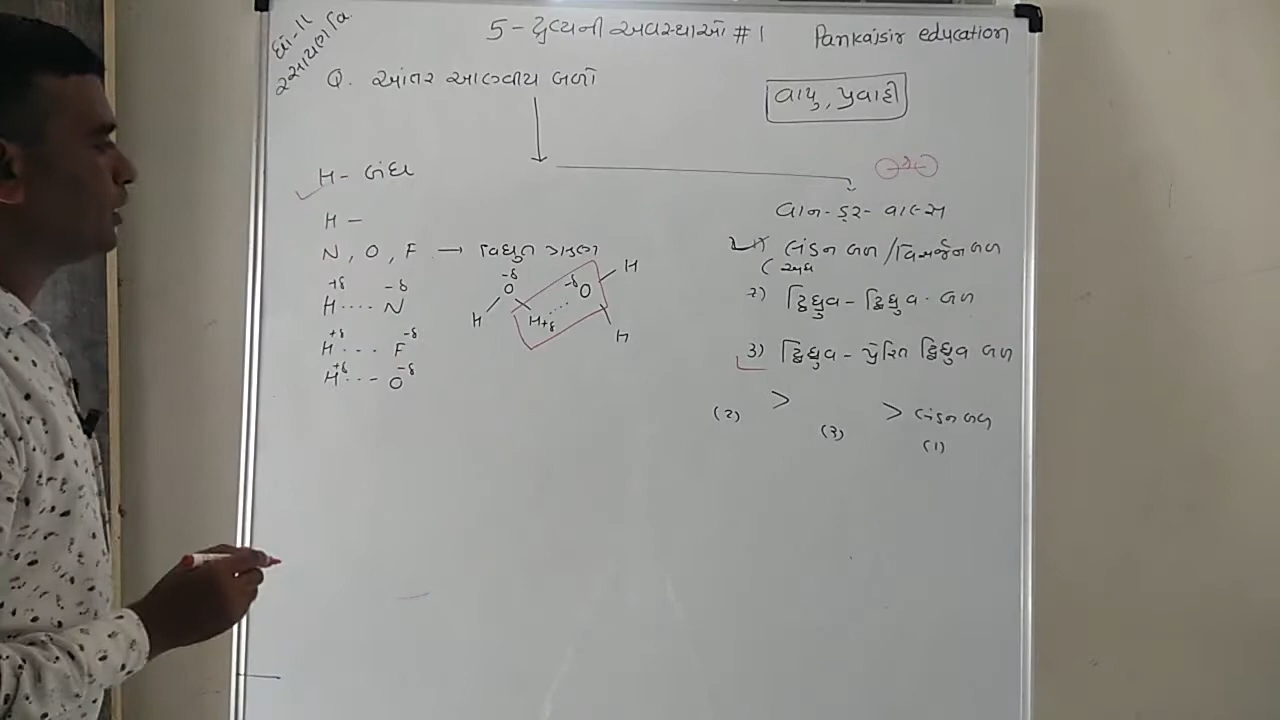 ધો-11
રસાયણ વિ.
5 - દ્રવ્યની અવસ્થાઓ #1
Pankajsir education
Q. આંતર આણ્વીય બળો
વાયુ, પ્રવાહી
H - બંધ
H –
N, O, F → વિદ્યુત ઋણતા
+δ -δ
H .... N
+δ -δ
H ... F
+δ -δ
H ... O
-δ -δ
O O H
H H+δ .... H
વાન-ડર-વાલ્સ
1) લંડન બળ / વિસર્જન બળ
2) દ્વિધ્રુવ - દ્વિધ્રુવ. બળ
3) દ્વિધ્રુવ - પ્રેરિત દ્વિધ્રુવ બળ
(2) > (3) > લંડન બળ
(1)